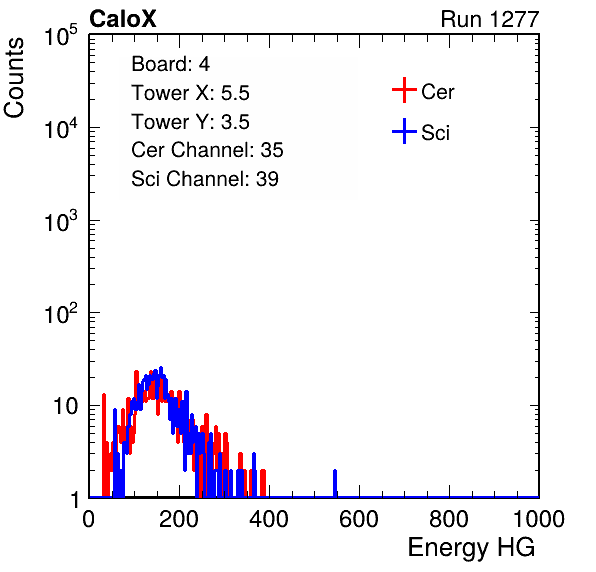 CaloX Run 1277
Counts
Board: 4
Tower X: 5.5
Tower Y: 3.5
Cer Channel: 35
Sci Channel: 39
Cer
Sci
10^5
10^4
10^3
10^2
10
1
0 200 400 600 800 1000
Energy HG